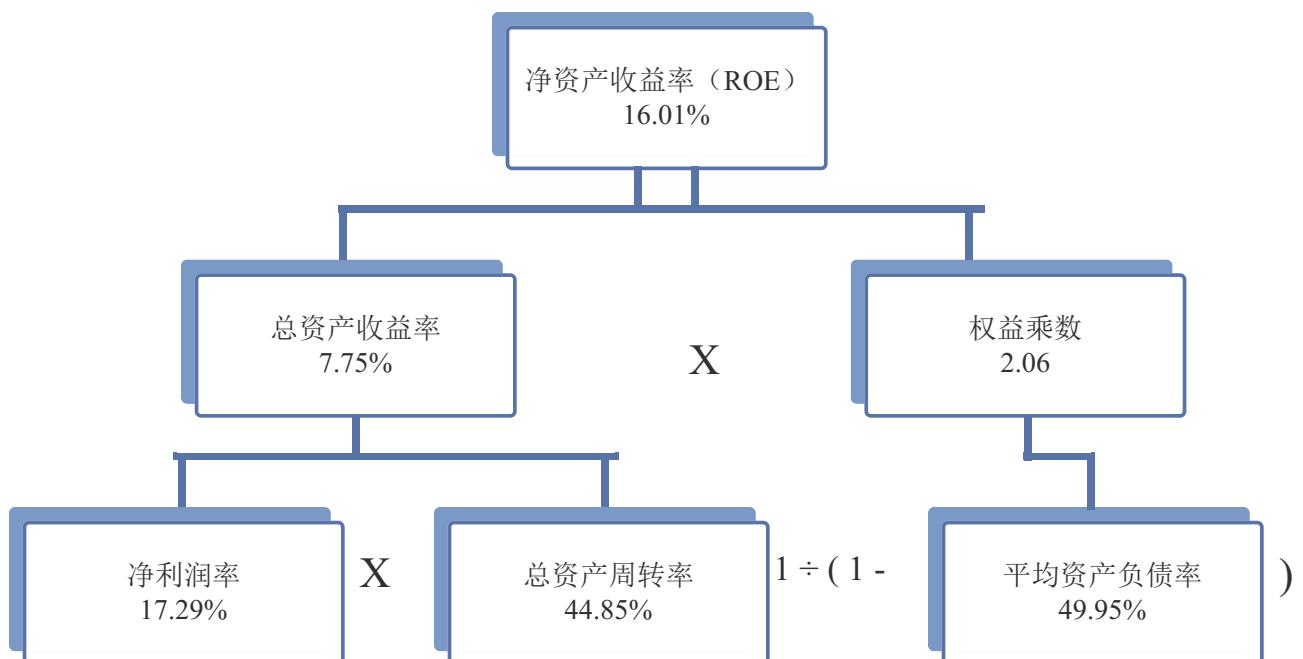 净资产收益率（ROE）
16.01%
总资产收益率
7.75%
X
权益乘数
2.06
净利润率
17.29%
X
总资产周转率
44.85%
1 ÷ ( 1 -
平均资产负债率
49.95%
)